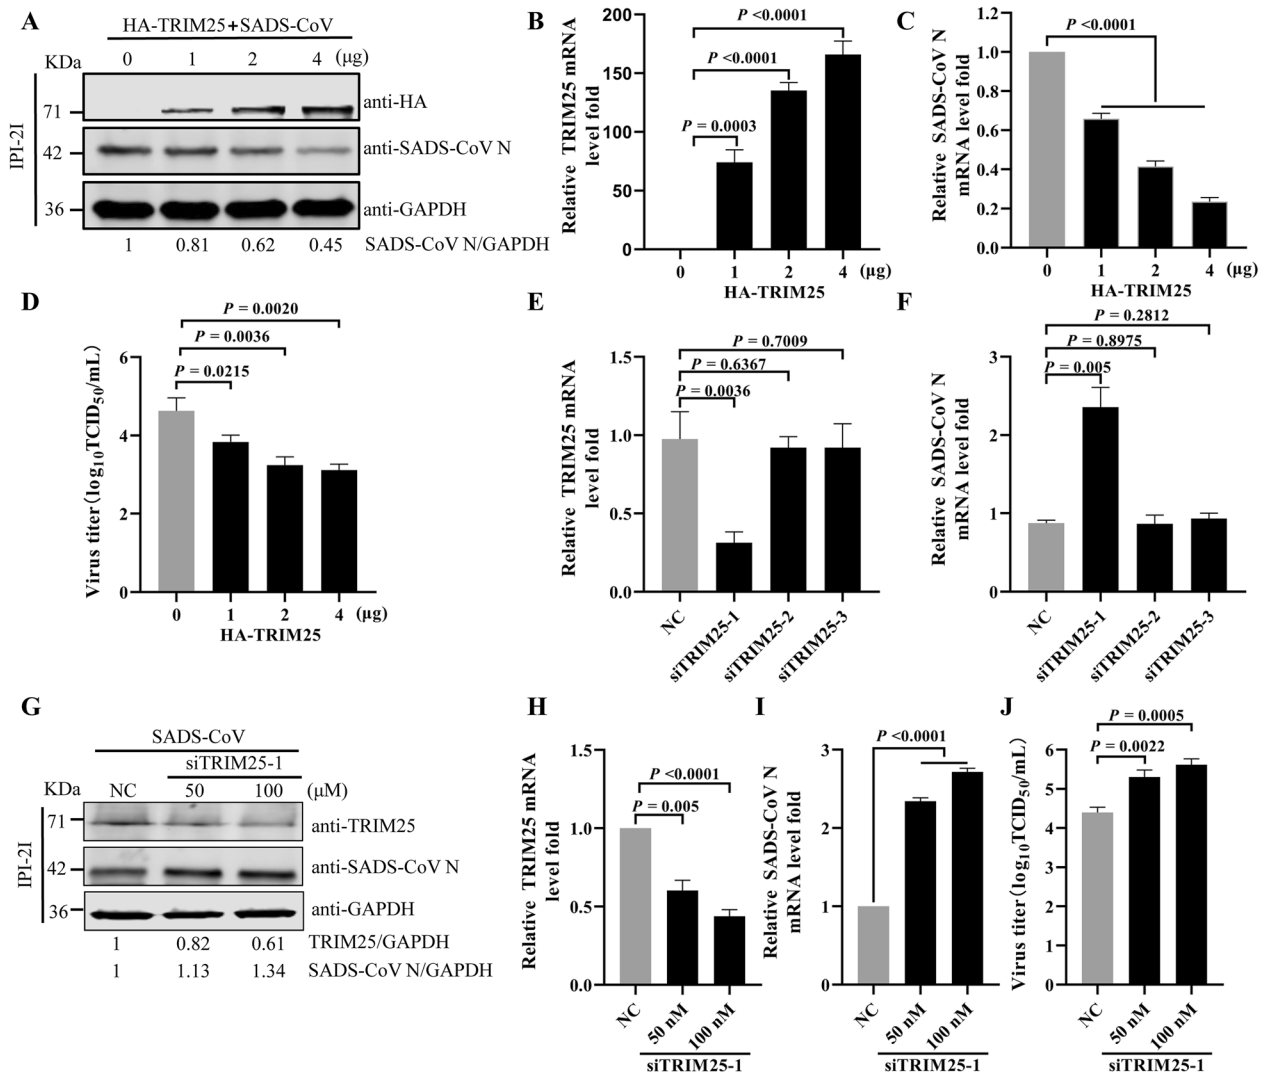 A
HA-TRIM25+SADS-CoV
KDa 0 1 2 4 (µg)
IPI-2I
71 anti-HA
42 anti-SADS-CoV N
36 anti-GAPDH
1 0.81 0.62 0.45 SADS-CoV N/GAPDH
B
Relative TRIM25 mRNA
level fold
200
150
100
50
0
P <0.0001
P <0.0001
P = 0.0003
0 1 2 4 (µg)
HA-TRIM25
C
Relative SADS-CoV N
mRNA level fold
1.2
1.0
0.8
0.6
0.4
0.2
0.0
P <0.0001
0 1 2 4 (µg)
HA-TRIM25
D
Virus titer (log10TCID50/mL)
6
4
2
0
P = 0.0020
P = 0.0036
P = 0.0215
0 1 2 4 (µg)
HA-TRIM25
E
Relative TRIM25 mRNA
level fold
1.5
1.0
0.5
0.0
P = 0.7009
P = 0.6367
P = 0.0036
NC siTRIM25-1 siTRIM25-2 siTRIM25-3
F
Relative SADS-CoV N
mRNA level fold
3
2
1
0
P = 0.2812
P = 0.8975
P = 0.005
NC siTRIM25-1 siTRIM25-2 siTRIM25-3
G
SADS-CoV
siTRIM25-1
KDa NC 50 100 (µM)
IPI-2I
71 anti-TRIM25
42 anti-SADS-CoV N
36 anti-GAPDH
1 0.82 0.61 TRIM25/GAPDH
1 1.13 1.34 SADS-CoV N/GAPDH
H
Relative TRIM25 mRNA
level fold
1.5
1.0
0.5
0.0
P <0.0001
P = 0.005
NC 50 nM 100 nM
siTRIM25-1
I
Relative SADS-CoV N
mRNA level fold
3
2
1
0
P <0.0001
NC 50 nM 100 nM
siTRIM25-1
J
Virus titer (log10TCID50/mL)
6
5
4
3
2
1
0
P = 0.0005
P = 0.0022
NC 50 nM 100 nM
siTRIM25-1